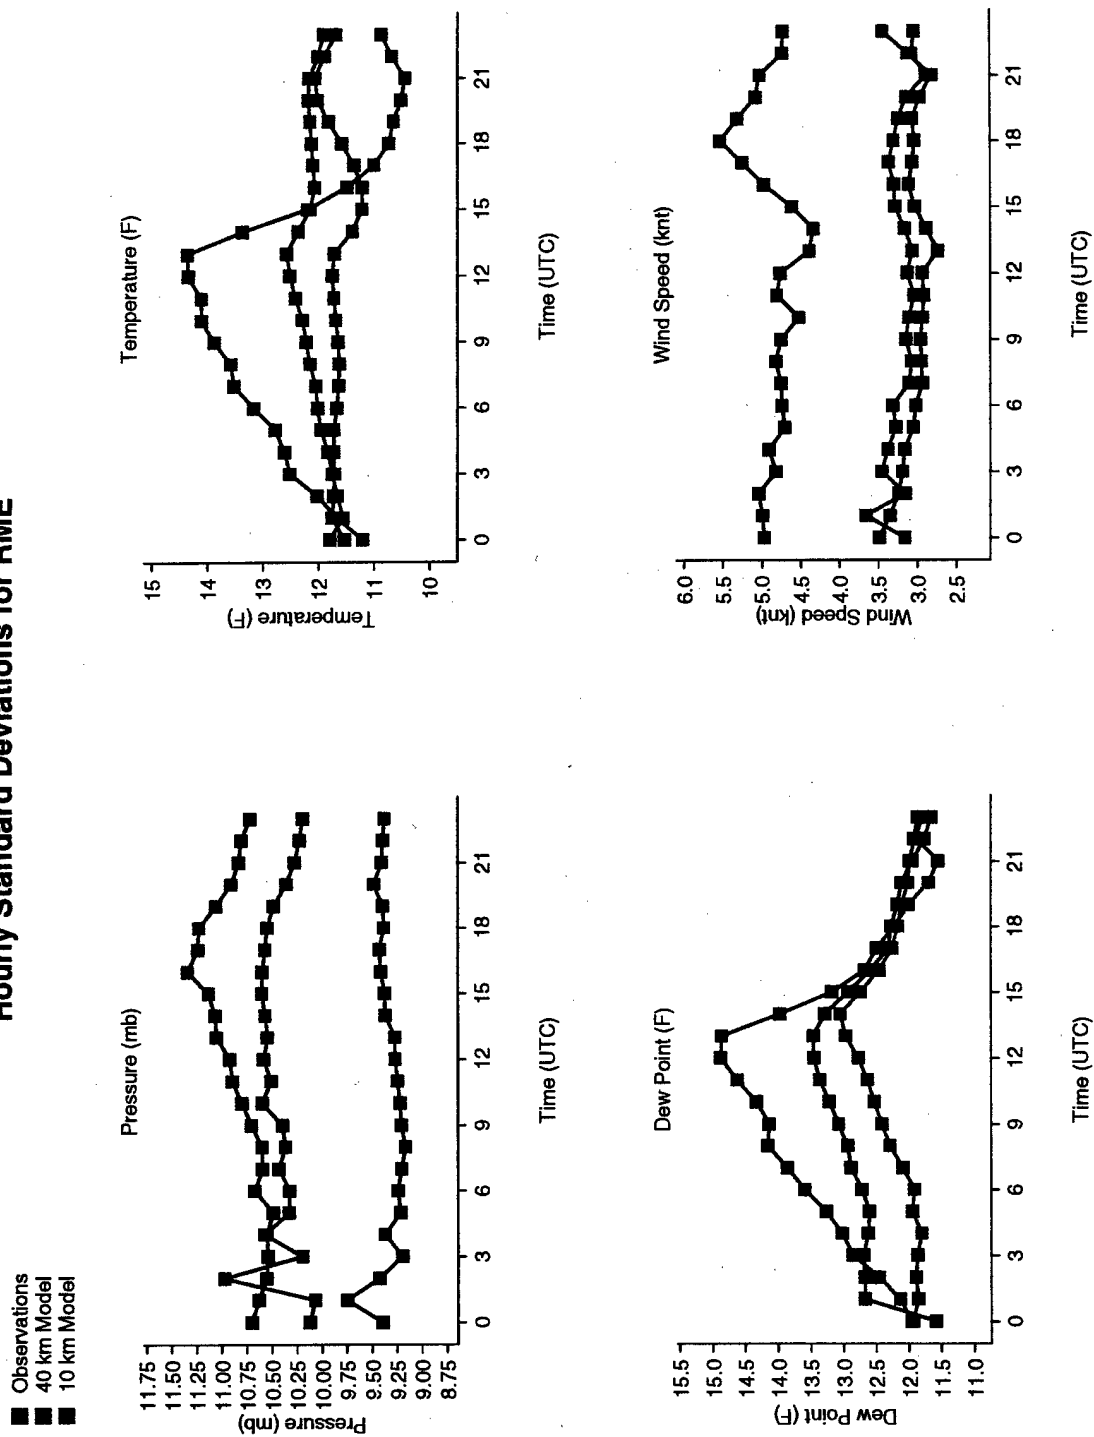 Hourly Standard Deviations for RME
Observations
40 km Model
10 km Model
Pressure (mb)
Pressure (mb)
11.75
11.50
11.25
11.00
10.75
10.50
10.25
10.00
9.75
9.50
9.25
9.00
8.75
0 3 6 9 12 15 18 21
Time (UTC)
Temperature (F)
Temperature (F)
15
14
13
12
11
10
0 3 6 9 12 15 18 21
Time (UTC)
Dew Point (F)
Dew Point (F)
15.5
15.0
14.5
14.0
13.5
13.0
12.5
12.0
11.5
11.0
0 3 6 9 12 15 18 21
Time (UTC)
Wind Speed (knt)
Wind Speed (knt)
6.0
5.5
5.0
4.5
4.0
3.5
3.0
2.5
0 3 6 9 12 15 18 21
Time (UTC)